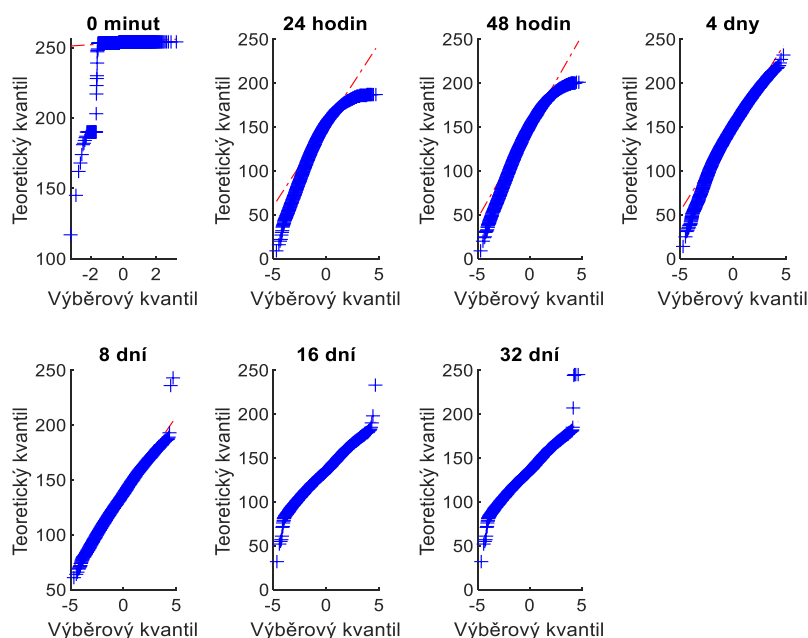 0 minut
24 hodin
48 hodin
4 dny
250
200
150
100
-2
0
2
Teoretický kvantil
Výběrový kvantil
250
200
150
100
50
0
-5
0
5
Teoretický kvantil
Výběrový kvantil
250
200
150
100
50
0
-5
0
5
Teoretický kvantil
Výběrový kvantil
250
200
150
100
50
0
-5
0
5
Teoretický kvantil
Výběrový kvantil
8 dní
16 dní
32 dní
250
200
150
100
50
-5
0
5
Teoretický kvantil
Výběrový kvantil
250
200
150
100
50
0
-5
0
5
Teoretický kvantil
Výběrový kvantil
250
200
150
100
50
0
-5
0
5
Teoretický kvantil
Výběrový kvantil